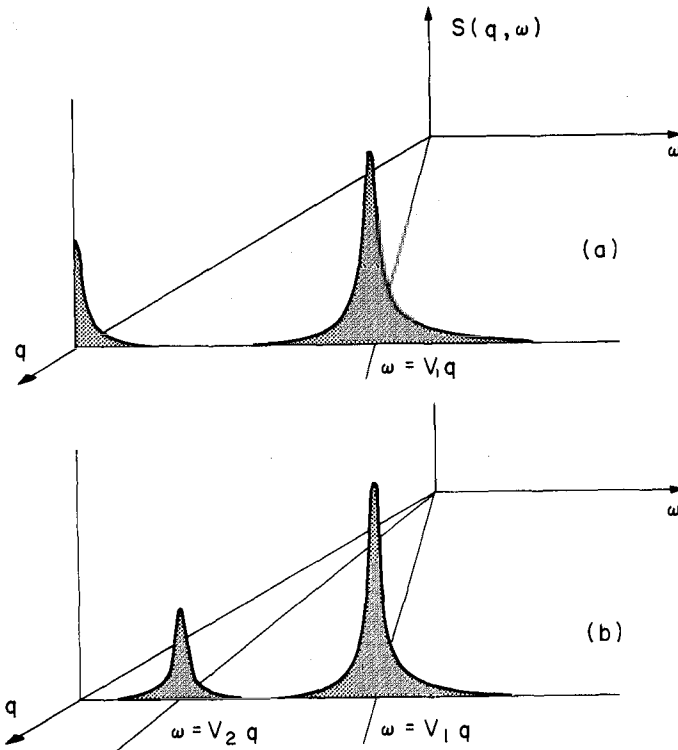 S(q,ω)
ω
(a)
q
ω = V₁q
ω
(b)
q
ω = V₂ q
ω = V₁ q